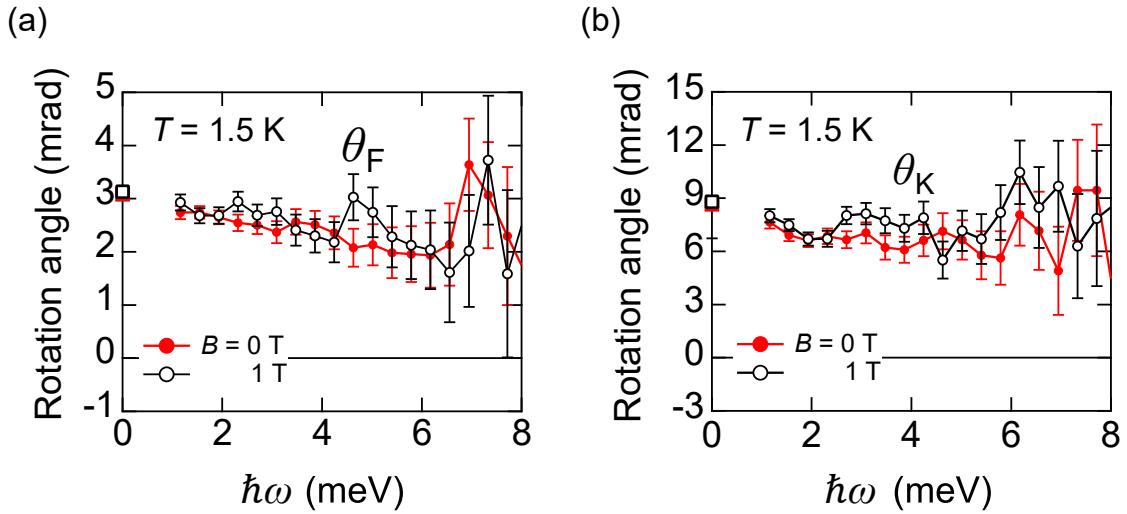 (a)
Rotation angle (mrad)
5
4
3
2
1
0
-1
T = 1.5 K
θF
B = 0 T
1 T
0
2
4
6
8
ħω (meV)
(b)
Rotation angle (mrad)
15
12
9
6
3
0
-3
T = 1.5 K
θK
B = 0 T
1 T
0
2
4
6
8
ħω (meV)